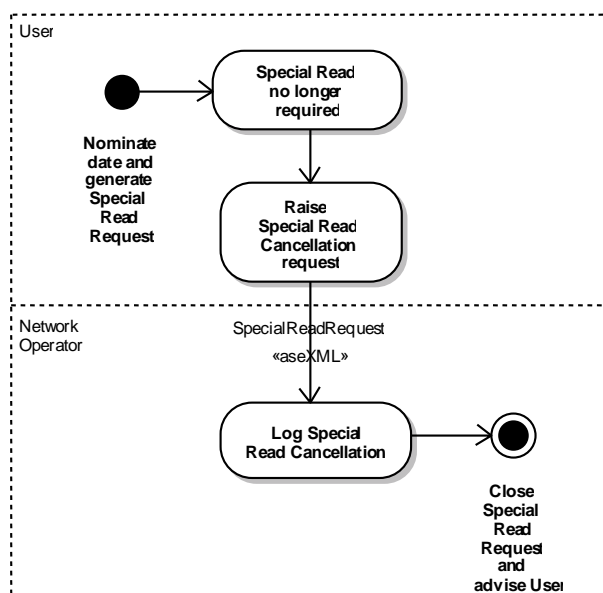 User
Special Read
no longer
required
Nominate
date and
generate
Special
Read
Request
Raise
Special Read
Cancellation
request
Network
Operator
SpecialReadRequest
«aseXML»
Log Special
Read Cancellation
Close
Special
Read
Request
and
advise User